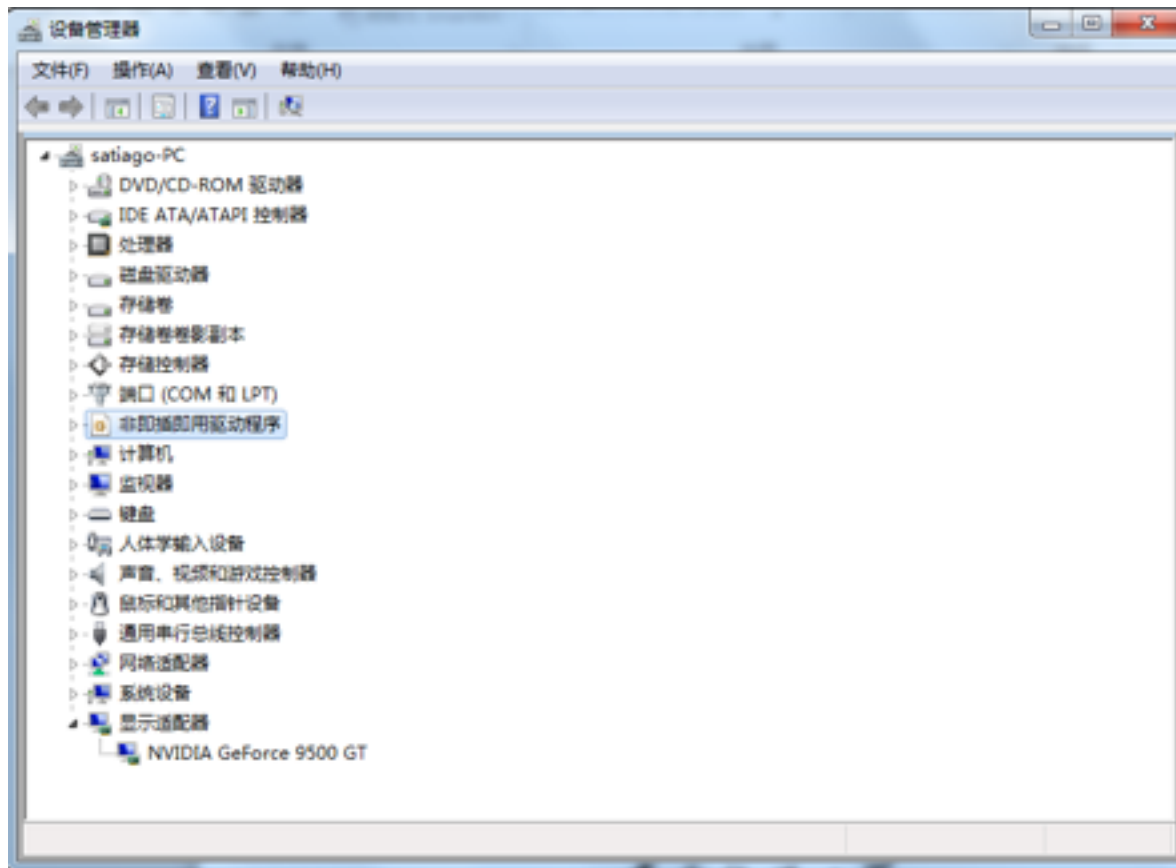 设备管理器
文件(F) 操作(A) 查看(V) 帮助(H)
satiago-PC
DVD/CD-ROM 驱动器
IDE ATA/ATAPI 控制器
处理器
磁盘驱动器
存储卷
存储卷卷影副本
存储控制器
端口 (COM 和 LPT)
非即插即用驱动程序
计算机
监视器
键盘
人体学输入设备
声音、视频和游戏控制器
鼠标和其他指针设备
通用串行总线控制器
网络适配器
系统设备
显示适配器
NVIDIA GeForce 9500 GT